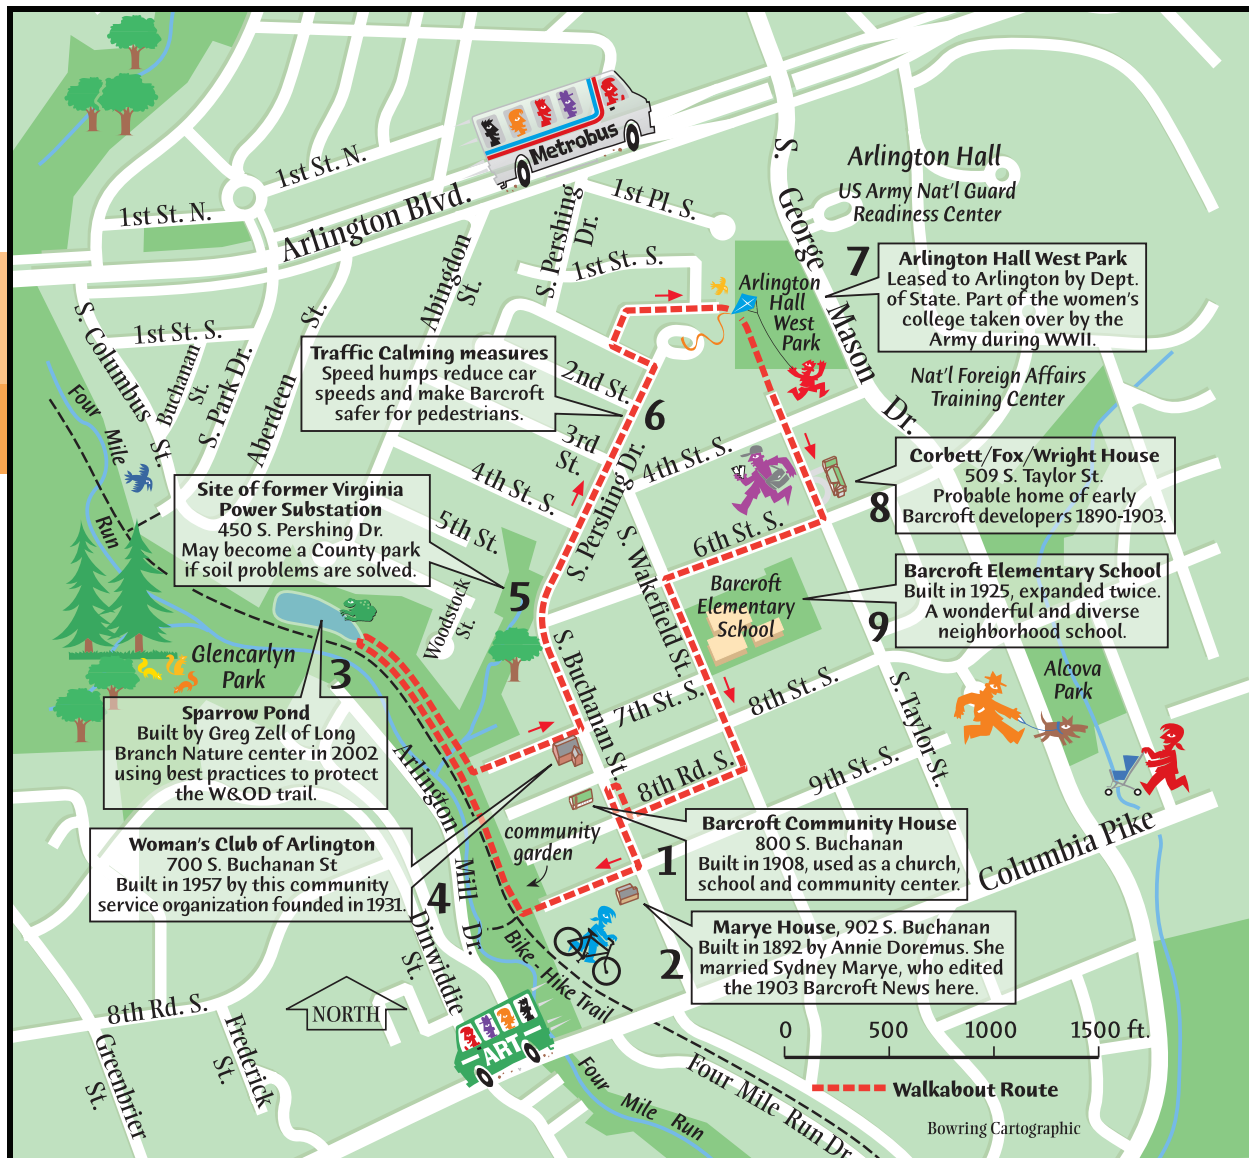 Metrobus
1st St. N.
1st St. N.
Arlington Blvd.
1st Pl. S.
S. Pershing Dr.
1st St. S.
Abingdon St.
S. George Mason Dr.
Arlington Hall
US Army Nat'l Guard
Readiness Center
Arlington
Hall
West
Park
7
Arlington Hall West Park
Leased to Arlington by Dept.
of State. Part of the women's
college taken over by the
Army during WWII.
Nat'l Foreign Affairs
Training Center
S. Columbus St.
1st St. S.
Buchanan St.
S. Park Dr.
Aberdeen St.
Four Mile Run
Traffic Calming measures
Speed humps reduce car
speeds and make Barcroft
safer for pedestrians.
6
2nd St.
3rd St.
4th St. S.
4th St. S.
5th St.
S. Pershing Dr.
Corbett/Fox/Wright House
509 S. Taylor St.
Probable home of early
Barcroft developers 1890-1903.
8
Site of former Virginia
Power Substation
450 S. Pershing Dr.
May become a County park
if soil problems are solved.
5
6th St. S.
S. Wakefield St.
Barcroft
Elementary
School
Barcroft Elementary School
Built in 1925, expanded twice.
A wonderful and diverse
neighborhood school.
9
Woodstock St.
Glencarlyn
Park
3
Sparrow Pond
Built by Greg Zell of Long
Branch Nature center in 2002
using best practices to protect
the W&OD trail.
S. Buchanan St.
7th St. S.
8th St. S.
S. Taylor St.
Alcova
Park
8th Rd. S.
9th St. S.
Arlington Mill Dr.
community
garden
Woman's Club of Arlington
700 S. Buchanan St
Built in 1957 by this community
service organization founded in 1931.
4
1
Barcroft Community House
800 S. Buchanan
Built in 1908, used as a church,
school and community center.
Columbia Pike
2
Marye House, 902 S. Buchanan
Built in 1892 by Annie Doremus. She
married Sydney Marye, who edited
the 1903 Barcroft News here.
Dinwiddie St.
Bike - Hike Trail
NORTH
8th Rd. S.
Greenbrier St.
Frederick St.
ART
Four Mile Run
Four Mile Run Dr.
0 500 1000 1500 ft.
Walkabout Route
Bowring Cartographic